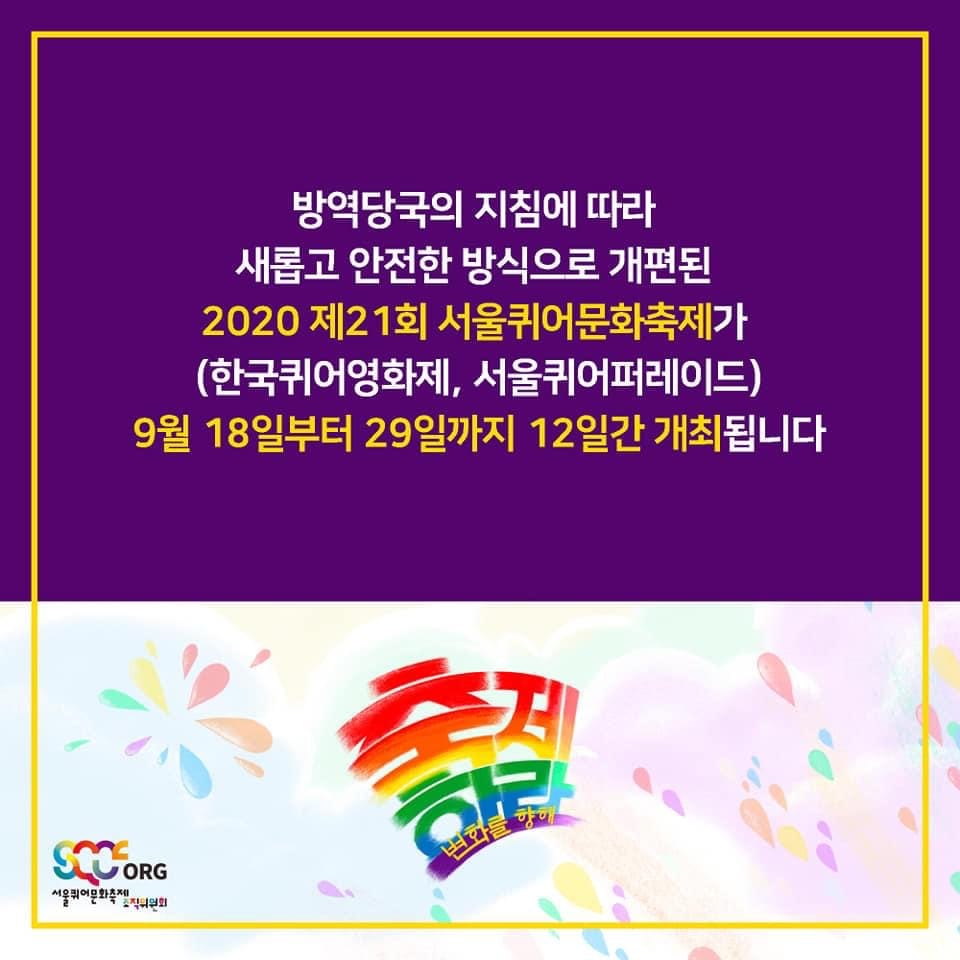 방역당국의 지침에 따라
새롭고 안전한 방식으로 개편된
2020 제21회 서울퀴어문화축제가
(한국퀴어영화제, 서울퀴어퍼레이드)
9월 18일부터 29일까지 12일간 개최됩니다
축제
하라
변화를 향해
SQCF ORG
서울퀴어문화축제
조직위원회